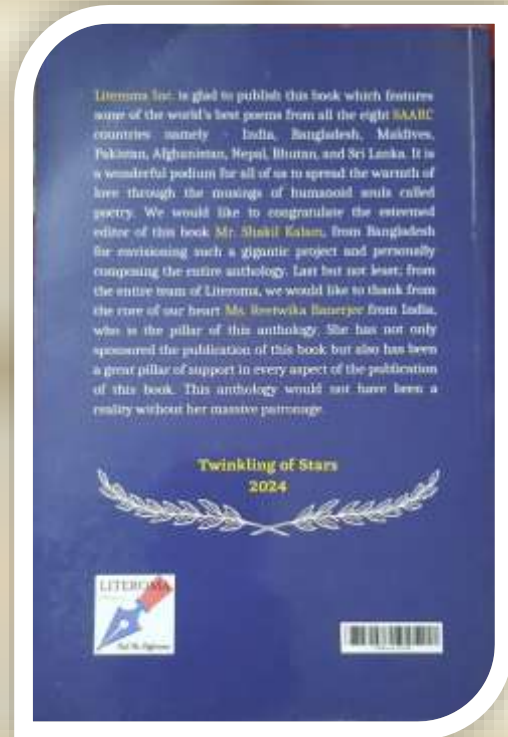 Literoma Inc. is glad to publish this book which features
some of the world's best poems from all the eight SAARC
countries namely - India, Bangladesh, Maldives,
Pakistan, Afghanistan, Nepal, Bhutan, and Sri Lanka. It is
a wonderful podium for all of us to spread the warmth of
love through the musings of humanoid souls called
poetry. We would like to congratulate the esteemed
editor of this book Mr. Shakil Kalam, from Bangladesh
for envisioning such a gigantic project and personally
composing the entire anthology. Last but not least, from
the entire team of Literoma, we would like to thank from
the core of our heart Ms. Reetwika Banerjee from India,
who is the pillar of this anthology. She has not only
sponsored the publication of this book but also has been
a great pillar of support in every aspect of the publication
of this book. This anthology would not have been a
reality without her massive patronage.
Twinkling of Stars
2024
LITEROMA